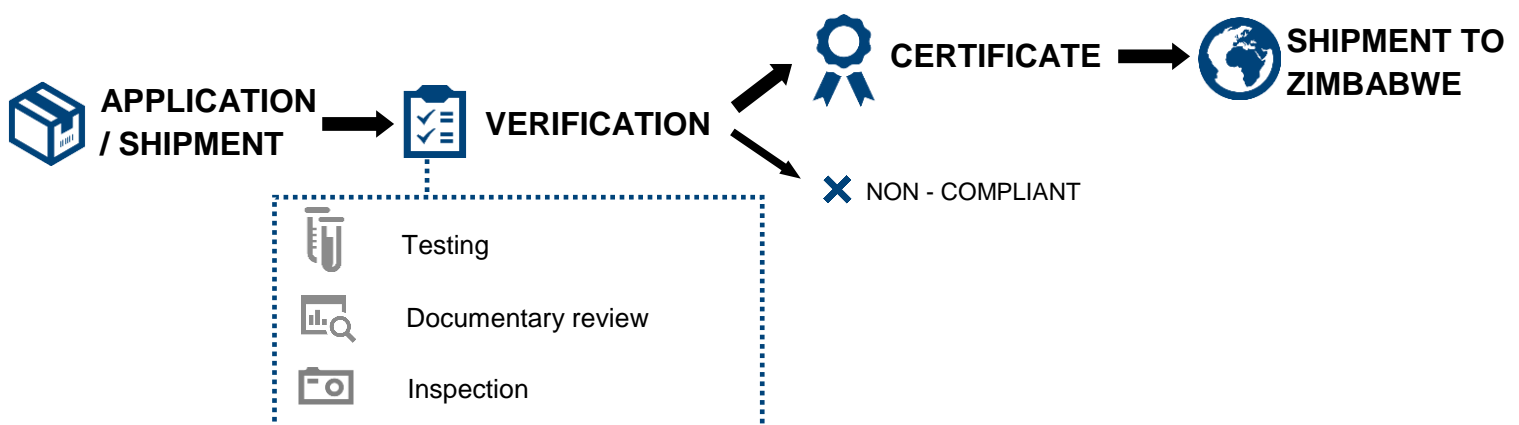 APPLICATION
/ SHIPMENT
VERIFICATION
CERTIFICATE
SHIPMENT TO
ZIMBABWE
NON - COMPLIANT
Testing
Documentary review
Inspection